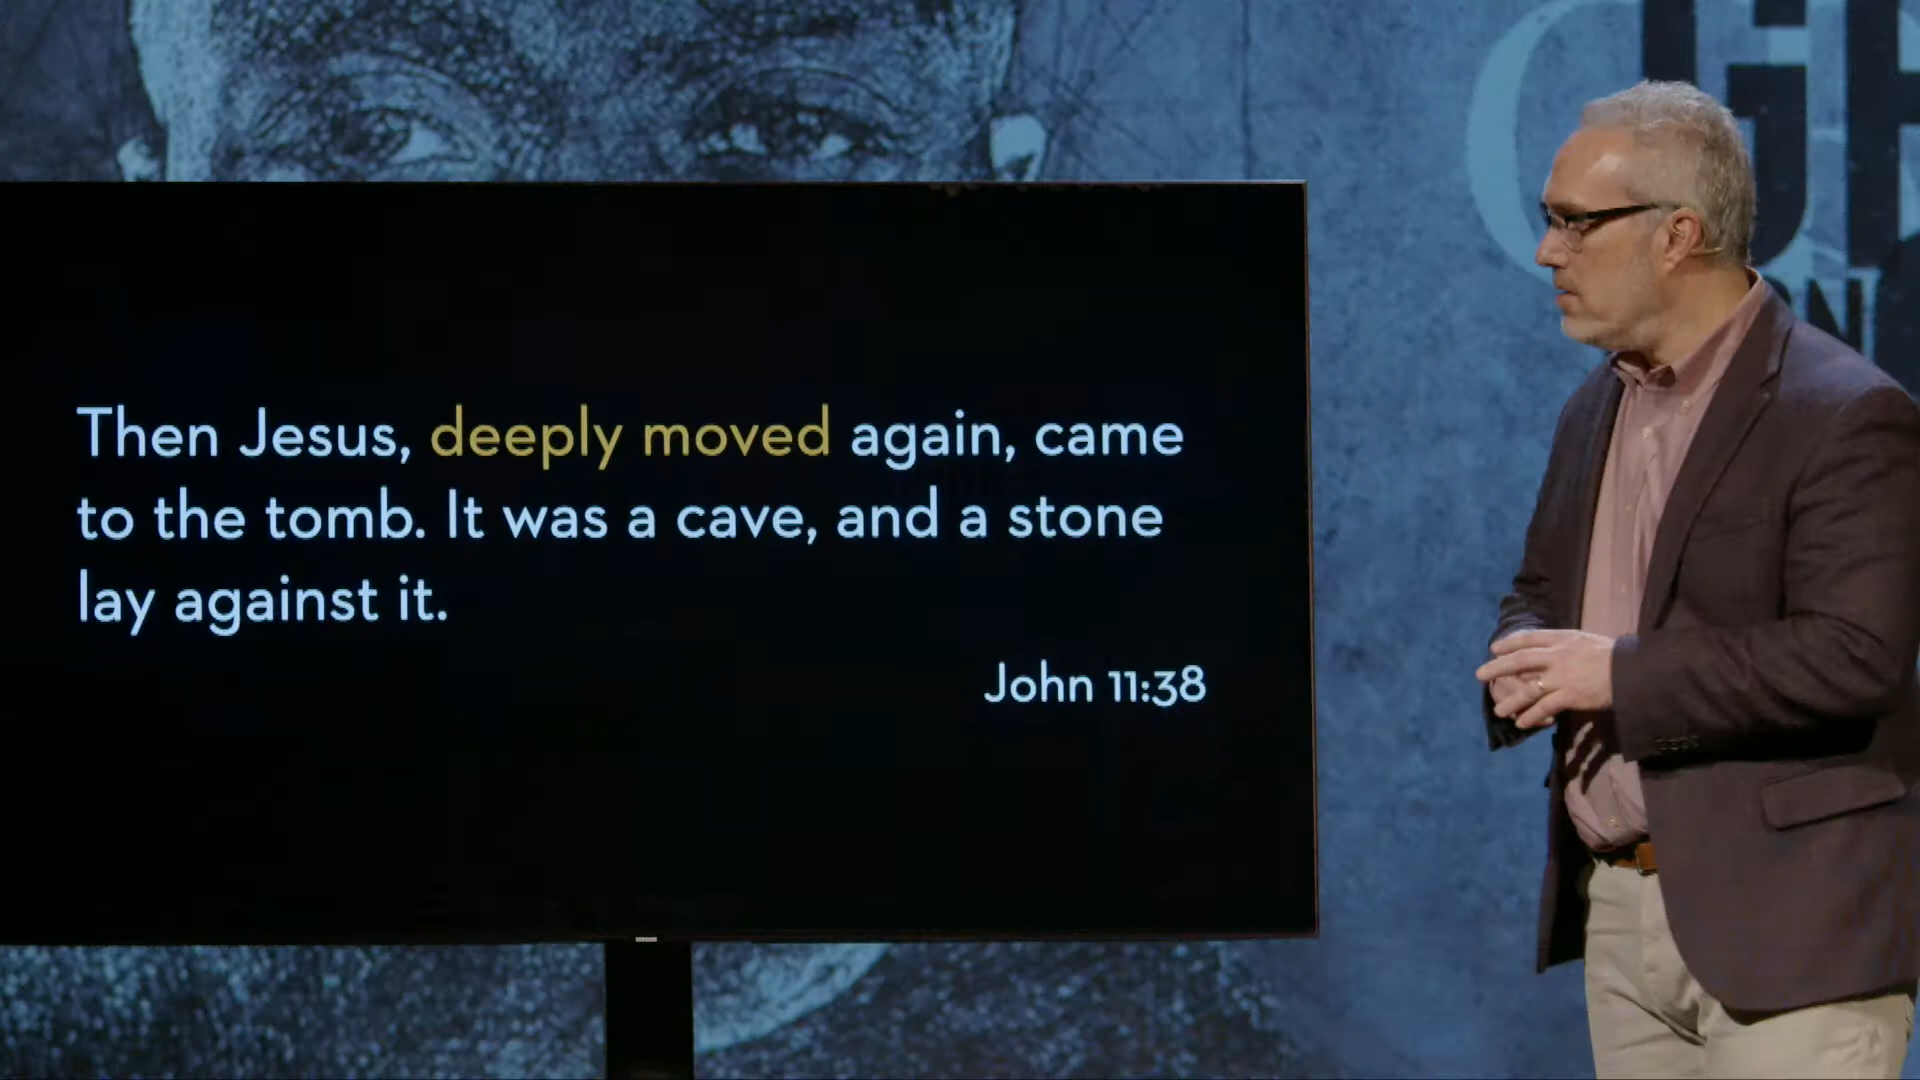 Then Jesus, deeply moved again, came
to the tomb. It was a cave, and a stone
lay against it.
John 11:38